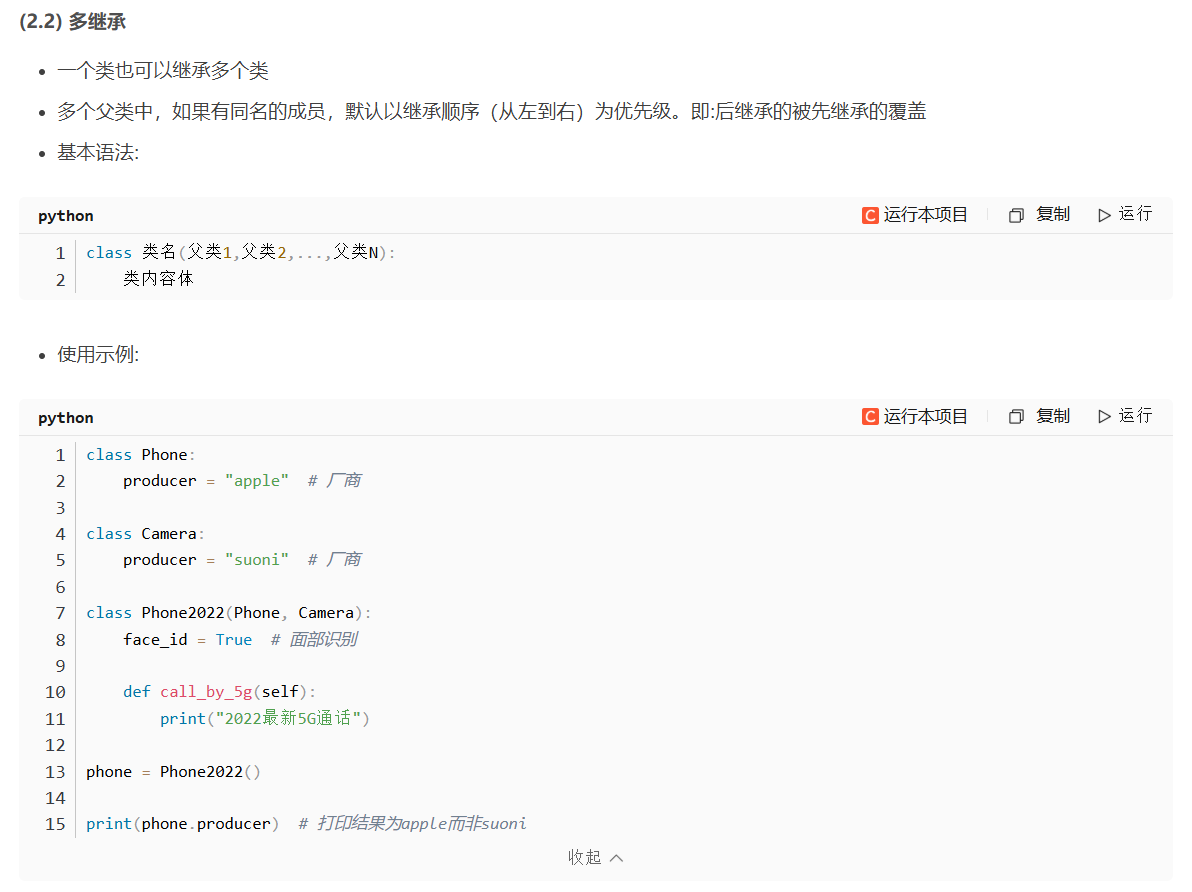 (2.2) 多继承
一个类也可以继承多个类
多个父类中，如果有同名的成员，默认以继承顺序（从左到右）为优先级。即:后继承的被先继承的覆盖
基本语法:
python C 运行本项目 复制 运行
1 class 类名(父类1,父类2,...,父类N):
2     类内容体
使用示例:
python C 运行本项目 复制 运行
1 class Phone:
2     producer = "apple"  # 厂商
3
4 class Camera:
5     producer = "suoni"  # 厂商
6
7 class Phone2022(Phone, Camera):
8     face_id = True  # 面部识别
9
10     def call_by_5g(self):
11         print("2022最新5G通话")
12
13 phone = Phone2022()
14
15 print(phone.producer)  # 打印结果为apple而非suoni
收起